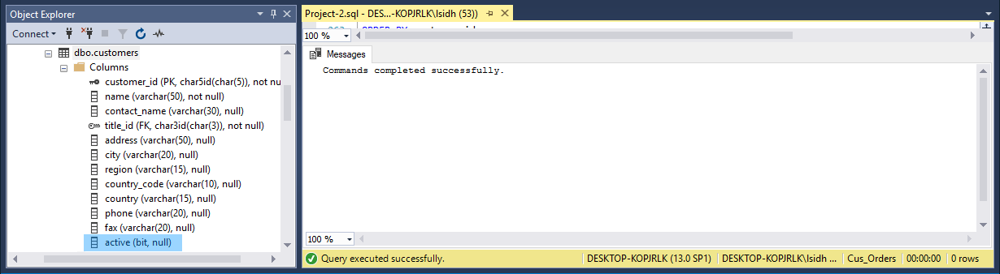 Object Explorer
Connect
dbo.customers
Columns
customer_id (PK, char5id(char(5)), not nu
name (varchar(50), not null)
contact_name (varchar(30), null)
title_id (FK, char3id(char(3)), not null)
address (varchar(50), null)
city (varchar(20), null)
region (varchar(15), null)
country_code (varchar(10), null)
country (varchar(15), null)
phone (varchar(20), null)
fax (varchar(20), null)
active (bit, null)
Project-2.sql - DES...-KOPJRLK\lsidh (53))
100 %
Messages
Commands completed successfully.
100 %
Query executed successfully.
DESKTOP-KOPJRLK (13.0 SP1)
DESKTOP-KOPJRLK\lsidh ...
Cus_Orders
00:00:00
0 rows